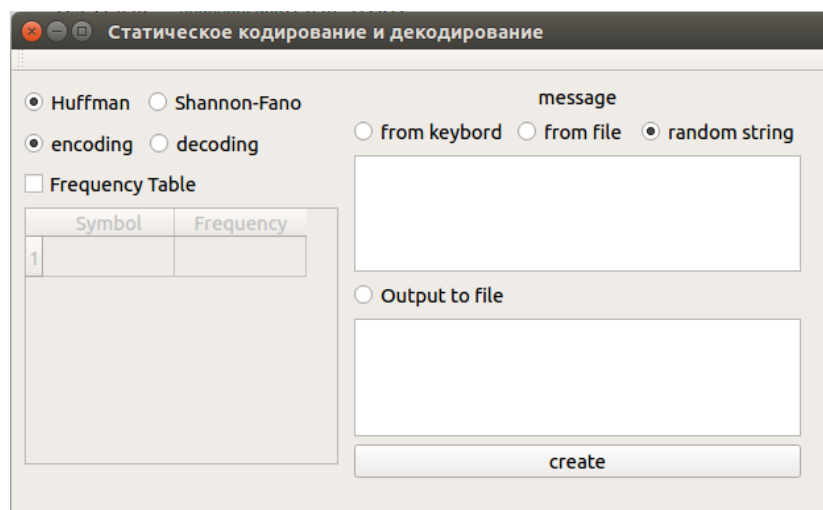 Статическое кодирование и декодирование
Huffman Shannon-Fano
encoding decoding
Frequency Table
Symbol Frequency
1
message
from keybord from file random string
Output to file
create